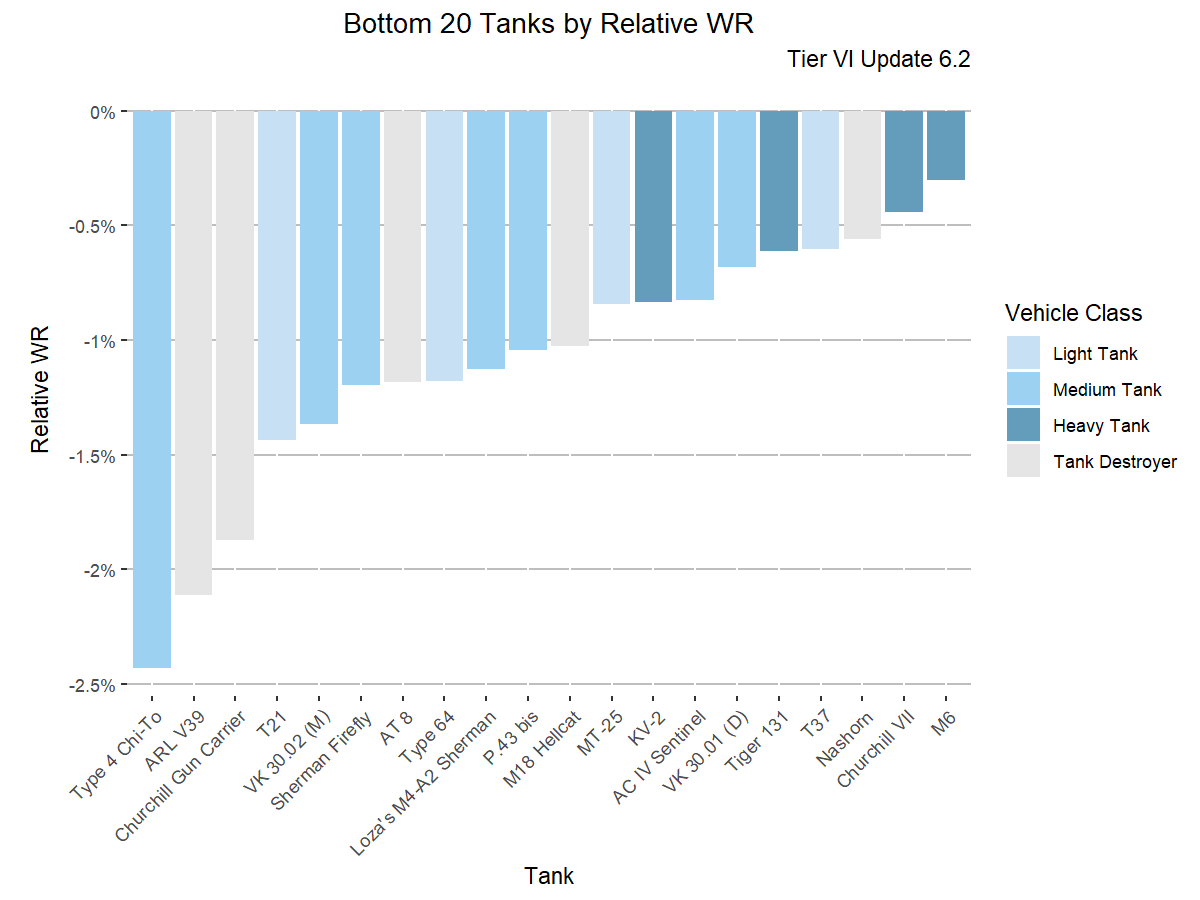 Bottom 20 Tanks by Relative WR
Tier VI Update 6.2
0%
-0.5%
-1%
-1.5%
-2%
-2.5%
Relative WR
Type 4 Chi-To
ARL V39
Churchill Gun Carrier
T21
VK 30.02 (M)
Sherman Firefly
AT 8
Type 64
Loza's M4-A2 Sherman
P.43 bis
M18 Hellcat
MT-25
KV-2
AC IV Sentinel
VK 30.01 (D)
Tiger 131
T37
Nashorn
Churchill VII
M6
Tank
Vehicle Class
Light Tank
Medium Tank
Heavy Tank
Tank Destroyer